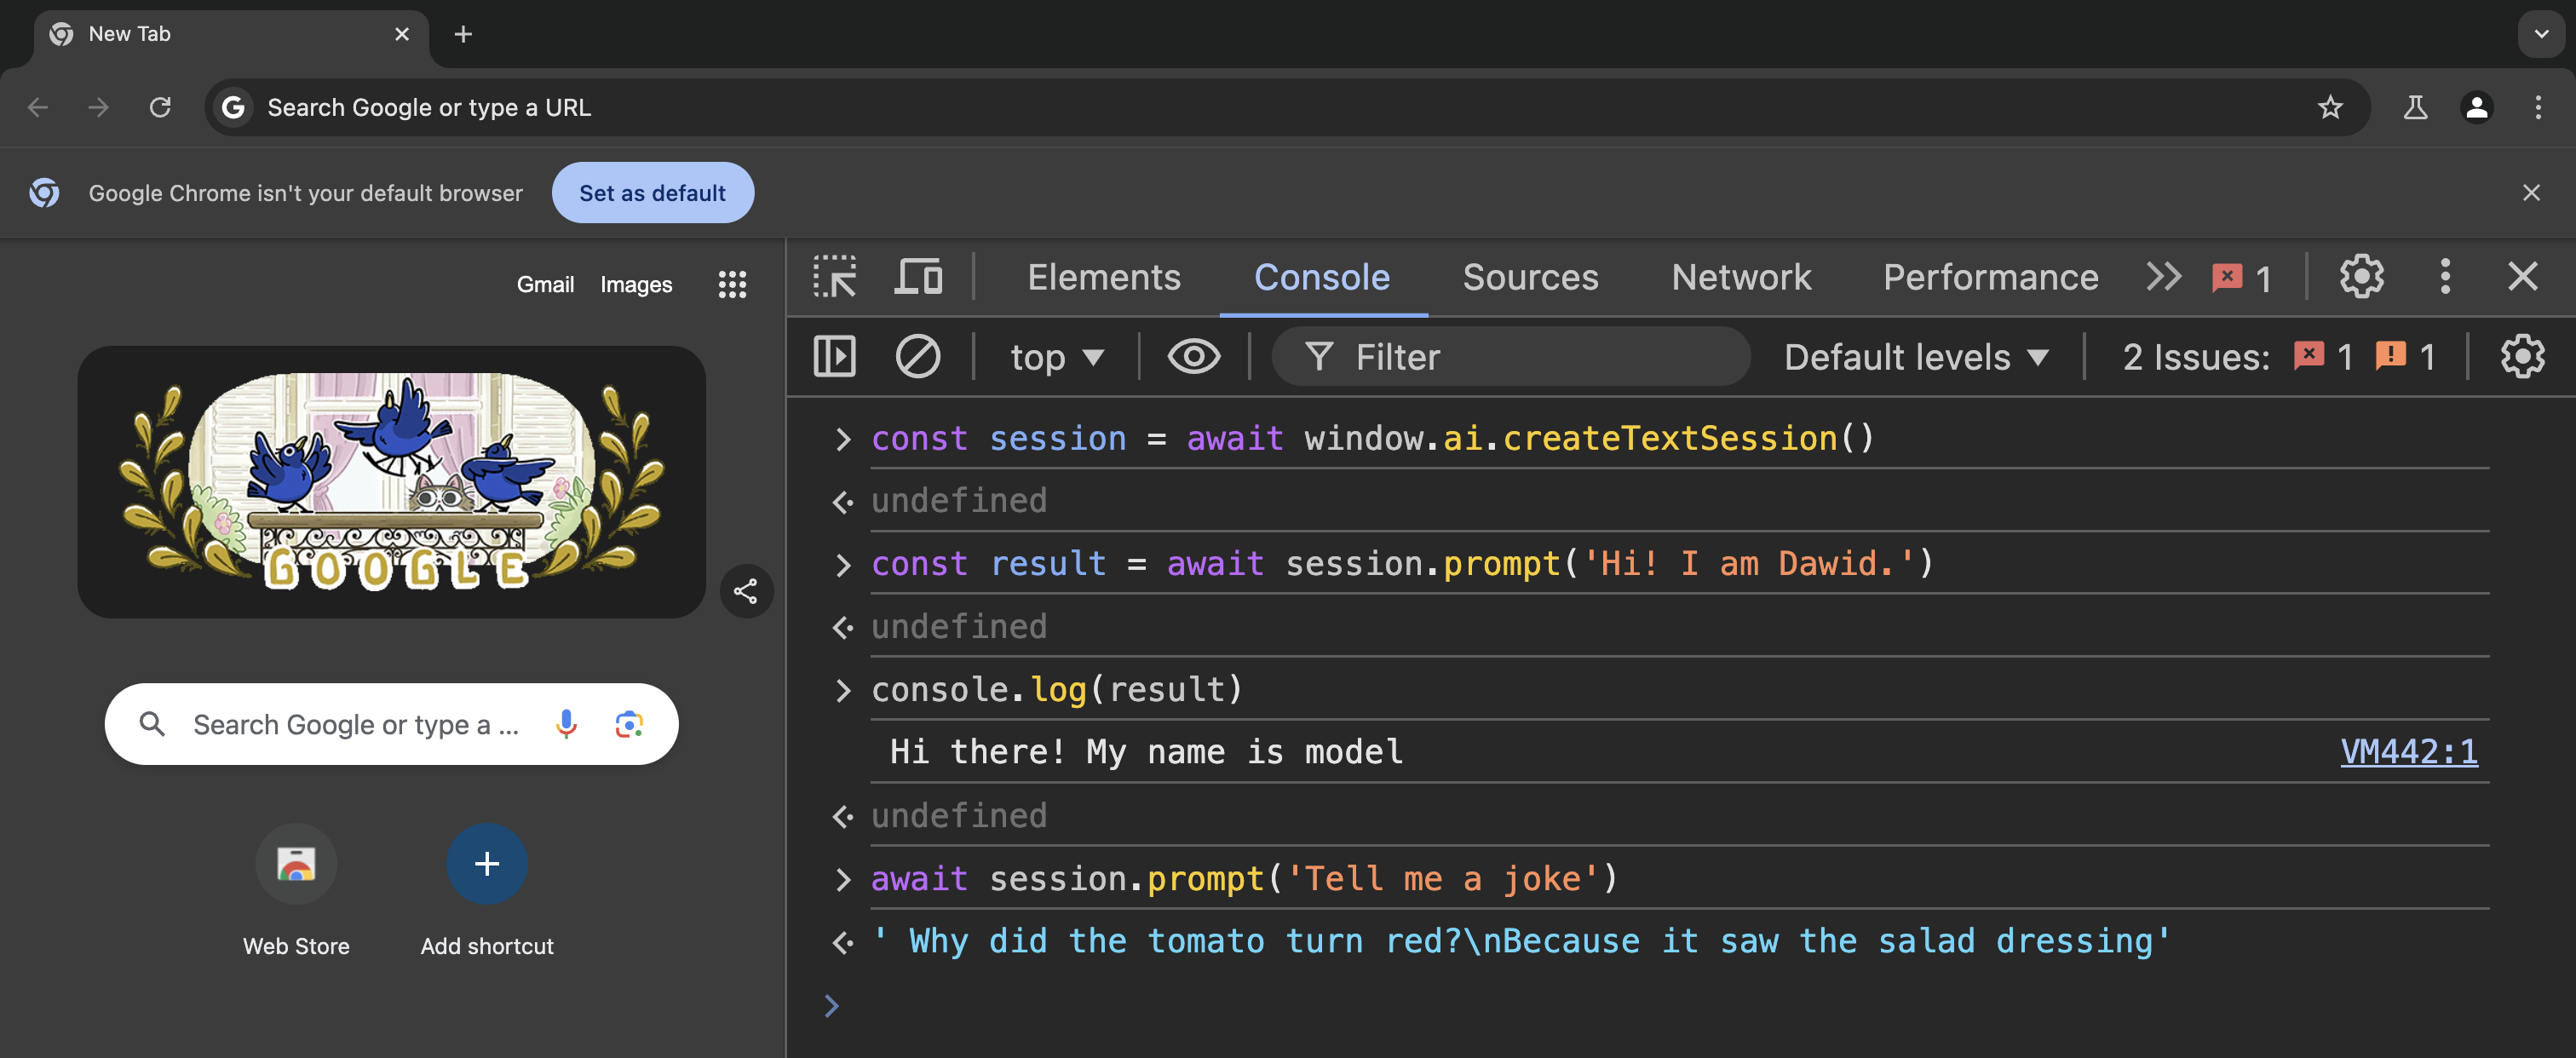 New Tab
Search Google or type a URL
Google Chrome isn't your default browser Set as default
Gmail Images
GOOGLE
Search Google or type a ...
Web Store Add shortcut
Elements Console Sources Network Performance 1
top Filter Default levels 2 Issues: 1 1
> const session = await window.ai.createTextSession()
<· undefined
> const result = await session.prompt('Hi! I am Dawid.')
<· undefined
> console.log(result)
Hi there! My name is model VM442:1
<· undefined
> await session.prompt('Tell me a joke')
<· ' Why did the tomato turn red?\nBecause it saw the salad dressing'
>